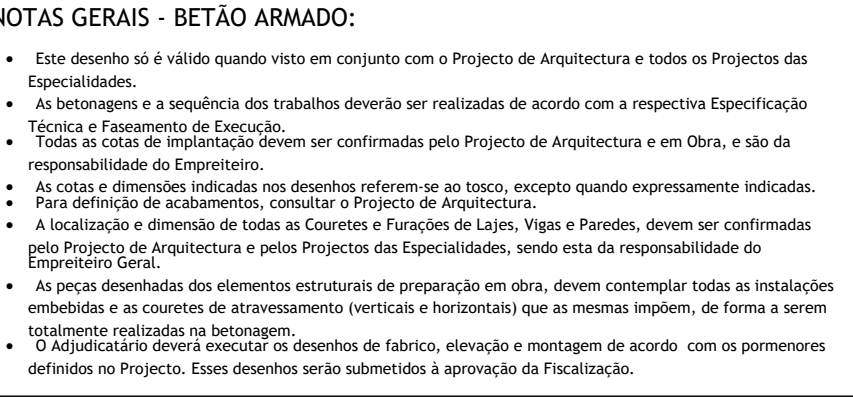 NOTAS GERAIS - BETÃO ARMADO:
• Este desenho só é válido quando visto em conjunto com o Projecto de Arquitectura e todos os Projectos das
Especialidades.
• As betonagens e a sequência dos trabalhos deverão ser realizadas de acordo com a respectiva Especificação
Técnica e Faseamento de Execução.
• Todas as cotas de implantação devem ser confirmadas pelo Projecto de Arquitectura e em Obra, e são da
responsabilidade do Empreiteiro.
• As cotas e dimensões indicadas nos desenhos referem-se ao tosco, excepto quando expressamente indicadas.
• Para definição de acabamentos, consultar o Projecto de Arquitectura.
• A localização e dimensão de todas as Couretes e Furações de Lajes, Vigas e Paredes, devem ser confirmadas
pelo Projecto de Arquitectura e pelos Projectos das Especialidades, sendo esta da responsabilidade do
Empreiteiro Geral.
• As peças desenhadas dos elementos estruturais de preparação em obra, devem contemplar todas as instalações
embebidas e as couretes de atravessamento (verticais e horizontais) que as mesmas impõem, de forma a serem
totalmente realizadas na betonagem.
• O Adjudicatário deverá executar os desenhos de fabrico, elevação e montagem de acordo com os pormenores
definidos no Projecto. Esses desenhos serão submetidos à aprovação da Fiscalização.